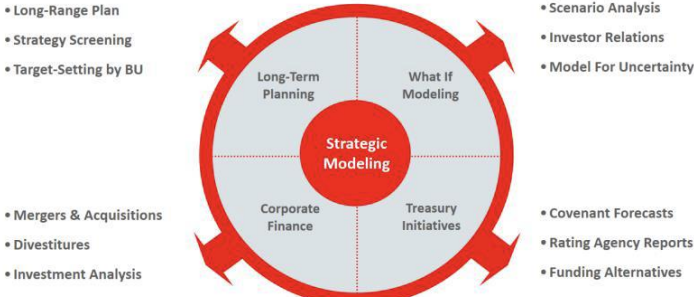 • Long-Range Plan
• Strategy Screening
• Target-Setting by BU
• Scenario Analysis
• Investor Relations
• Model For Uncertainty
Long-Term
Planning
What If
Modeling
Strategic
Modeling
Corporate
Finance
Treasury
Initiatives
• Mergers & Acquisitions
• Divestitures
• Investment Analysis
• Covenant Forecasts
• Rating Agency Reports
• Funding Alternatives